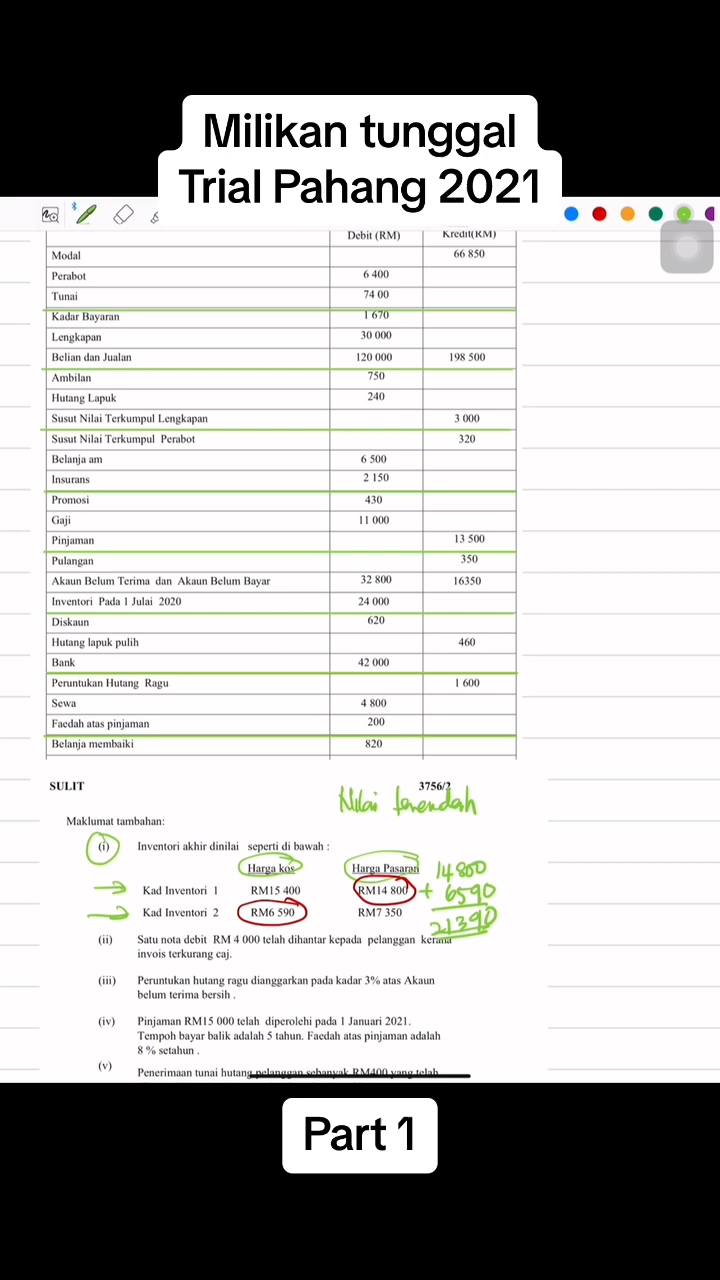 Milikan tunggal
Trial Pahang 2021
Debit (RM) Kredit(RM)
Modal 66 850
Perabot 6 400
Tunai 74 00
Kadar Bayaran 1 670
Lengkapan 30 000
Belian dan Jualan 120 000 198 500
Ambilan 750
Hutang Lapuk 240
Susut Nilai Terkumpul Lengkapan 3 000
Susut Nilai Terkumpul Perabot 320
Belanja am 6 500
Insurans 2 150
Promosi 430
Gaji 11 000
Pinjaman 13 500
Pulangan 350
Akaun Belum Terima dan Akaun Belum Bayar 32 800 16350
Inventori Pada 1 Julai 2020 24 000
Diskaun 620
Hutang lapuk pulih 460
Bank 42 000
Peruntukan Hutang Ragu 1 600
Sewa 4 800
Faedah atas pinjaman 200
Belanja membaiki 820
SULIT 3756/2
Nilai terendah
Maklumat tambahan:
(i) Inventori akhir dinilai seperti di bawah :
Harga kos Harga Pasaran 14 800
Kad Inventori 1 RM15 400 RM14 800 + 6590
Kad Inventori 2 RM6 590 RM7 350 21390
(ii) Satu nota debit RM 4 000 telah dihantar kepada pelanggan kerana
invois terkurang caj.
(iii) Peruntukan hutang ragu dianggarkan pada kadar 3% atas Akaun
belum terima bersih .
(iv) Pinjaman RM15 000 telah diperolehi pada 1 Januari 2021.
Tempoh bayar balik adalah 5 tahun. Faedah atas pinjaman adalah
8 % setahun .
(v) Penerimaan tunai hutang pelanggan sebanyak RM400 yang telah
Part 1